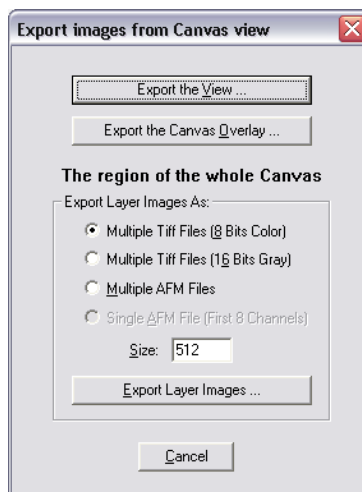 Export images from Canvas view
Export the View ...
Export the Canvas Overlay ...
The region of the whole Canvas
Export Layer Images As:
Multiple Tiff Files (8 Bits Color)
Multiple Tiff Files (16 Bits Gray)
Multiple AFM Files
Single AFM File (First 8 Channels)
Size: 512
Export Layer Images ...
Cancel